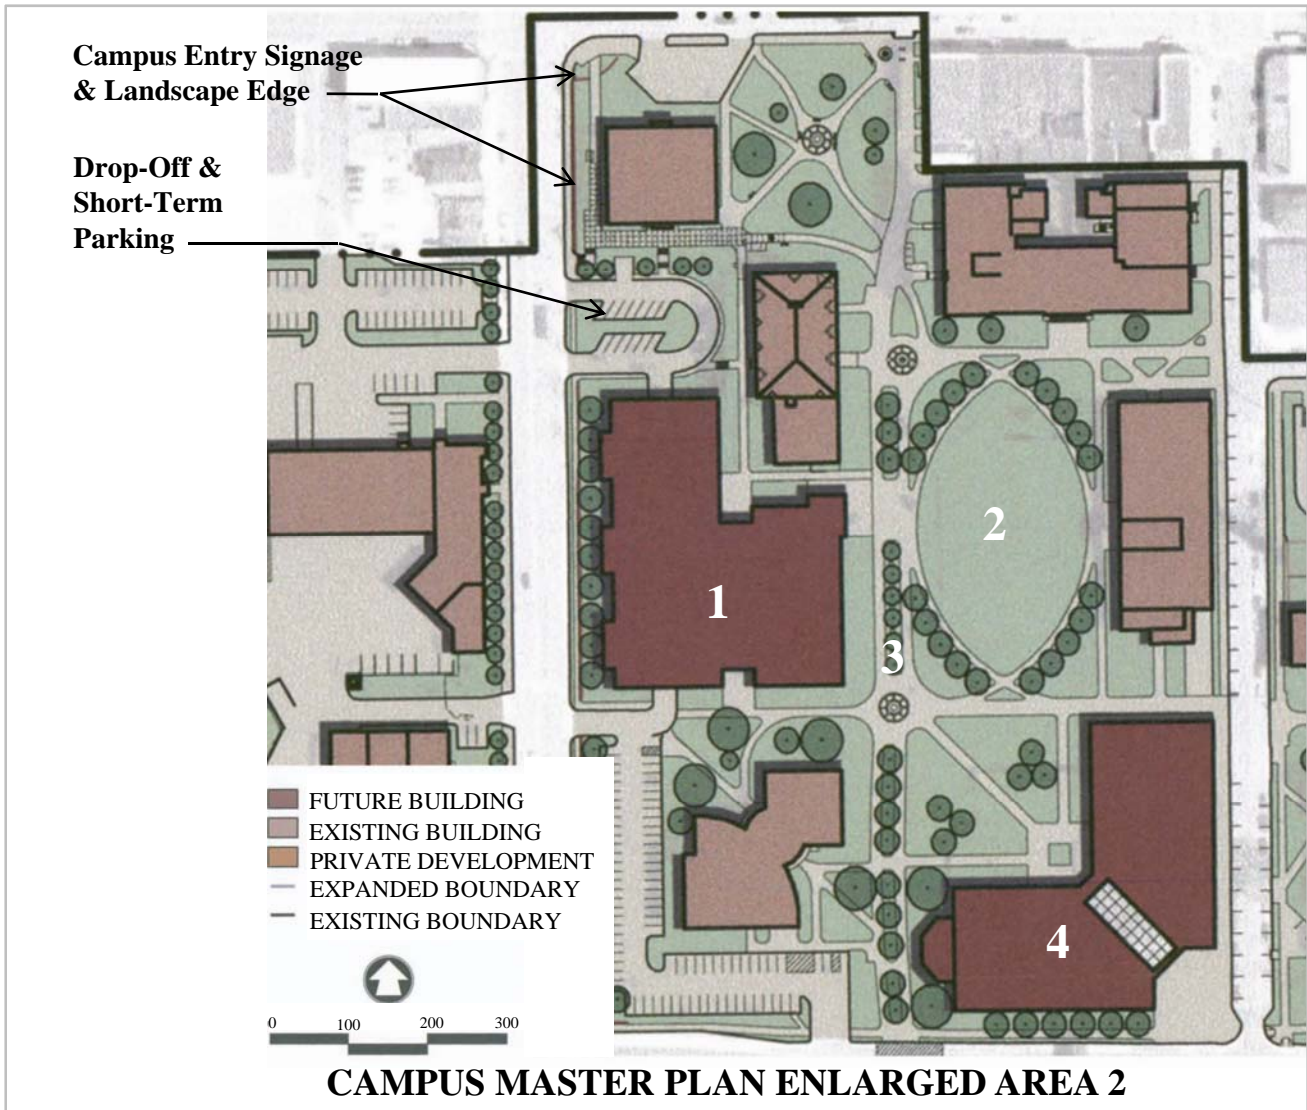 Campus Entry Signage
& Landscape Edge
Drop-Off &
Short-Term
Parking
2
1
3
4
FUTURE BUILDING
EXISTING BUILDING
PRIVATE DEVELOPMENT
EXPANDED BOUNDARY
EXISTING BOUNDARY
0 100 200 300
CAMPUS MASTER PLAN ENLARGED AREA 2